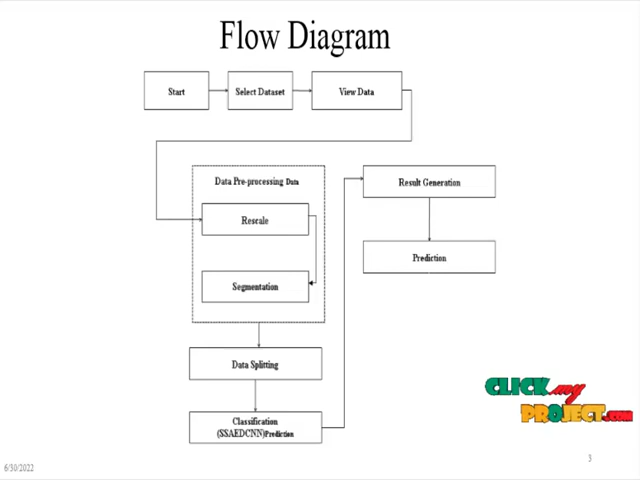 Flow Diagram
Start
Select Dataset
View Data
Data Pre-processing Data
Rescale
Segmentation
Data Splitting
Classification
(SSAEDCNN)Prediction
Result Generation
Prediction
CLICK my
PROJECT.com
3
6/30/2022